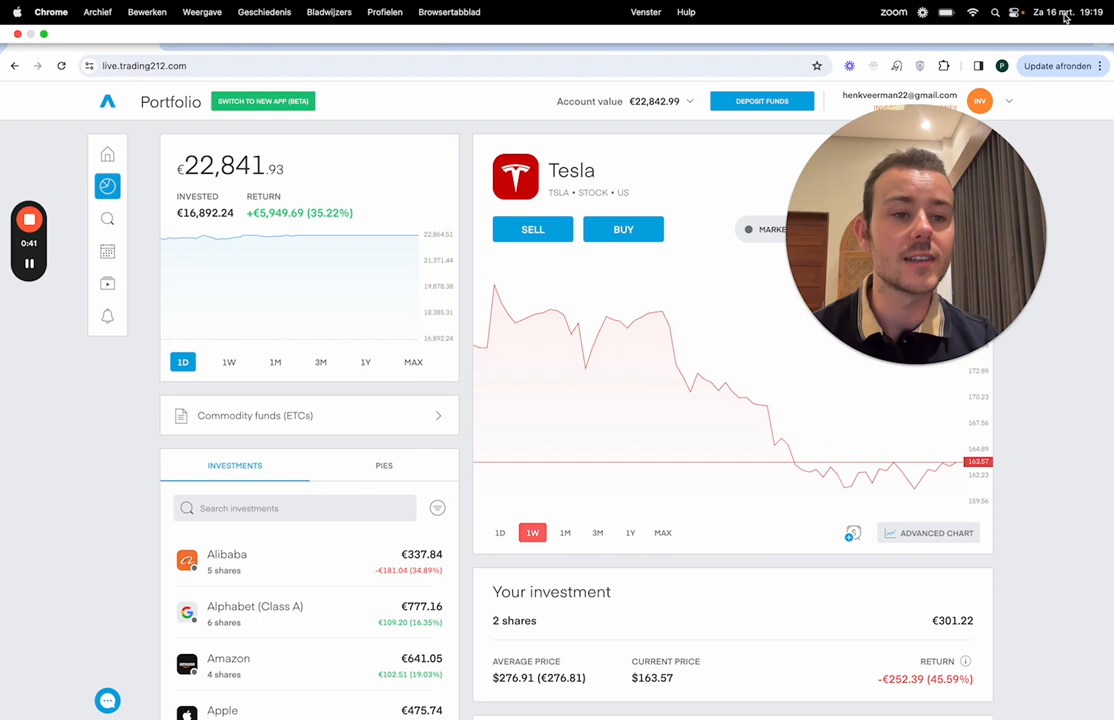 Chrome Archief Bewerken Weergave Geschiedenis Bladwijzers Profielen Browsertabblad Venster Hulp zoom Za 16 mrt. 19:19
live.trading212.com Update afronden
Portfolio SWITCH TO NEW APP (BETA) Account value €22,842.99 DEPOSIT FUNDS henkveerman22@gmail.com INV
€22,841.93
INVESTED RETURN
€16,892.24 +€5,949.69 (35.22%)
22,864.51
21,371.44
19,878.38
18,385.31
16,892.24
1D 1W 1M 3M 1Y MAX
Commodity funds (ETCs)
INVESTMENTS PIES
Search investments
Alibaba €337.84
5 shares -€181.04 (34.89%)
Alphabet (Class A) €777.16
6 shares €109.20 (16.35%)
Amazon €641.05
4 shares €102.51 (19.03%)
Apple €475.74
0:41
Tesla
TSLA • STOCK • US
SELL BUY MARKE
172.89
170.23
167.56
164.89
163.57
162.23
159.56
1D 1W 1M 3M 1Y MAX ADVANCED CHART
Your investment
2 shares €301.22
AVERAGE PRICE CURRENT PRICE RETURN
$276.91 (€276.81) $163.57 -€252.39 (45.59%)